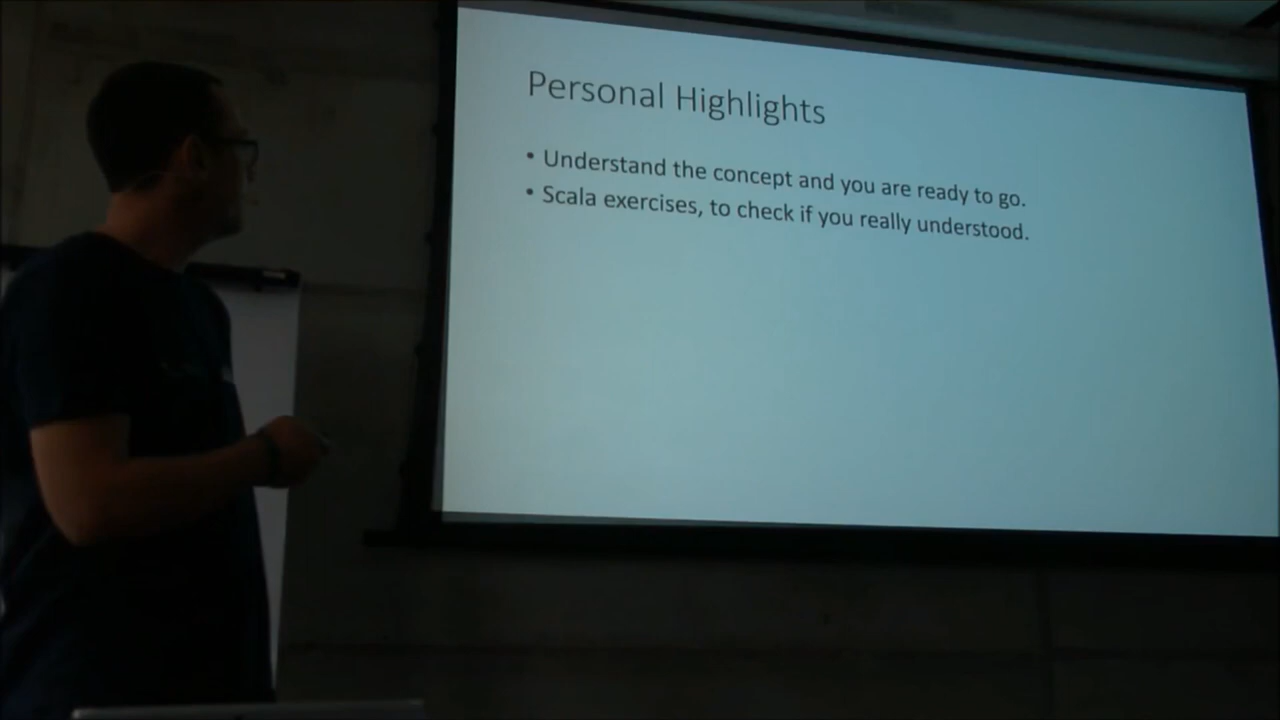 Personal Highlights
• Understand the concept and you are ready to go.
• Scala exercises, to check if you really understood.